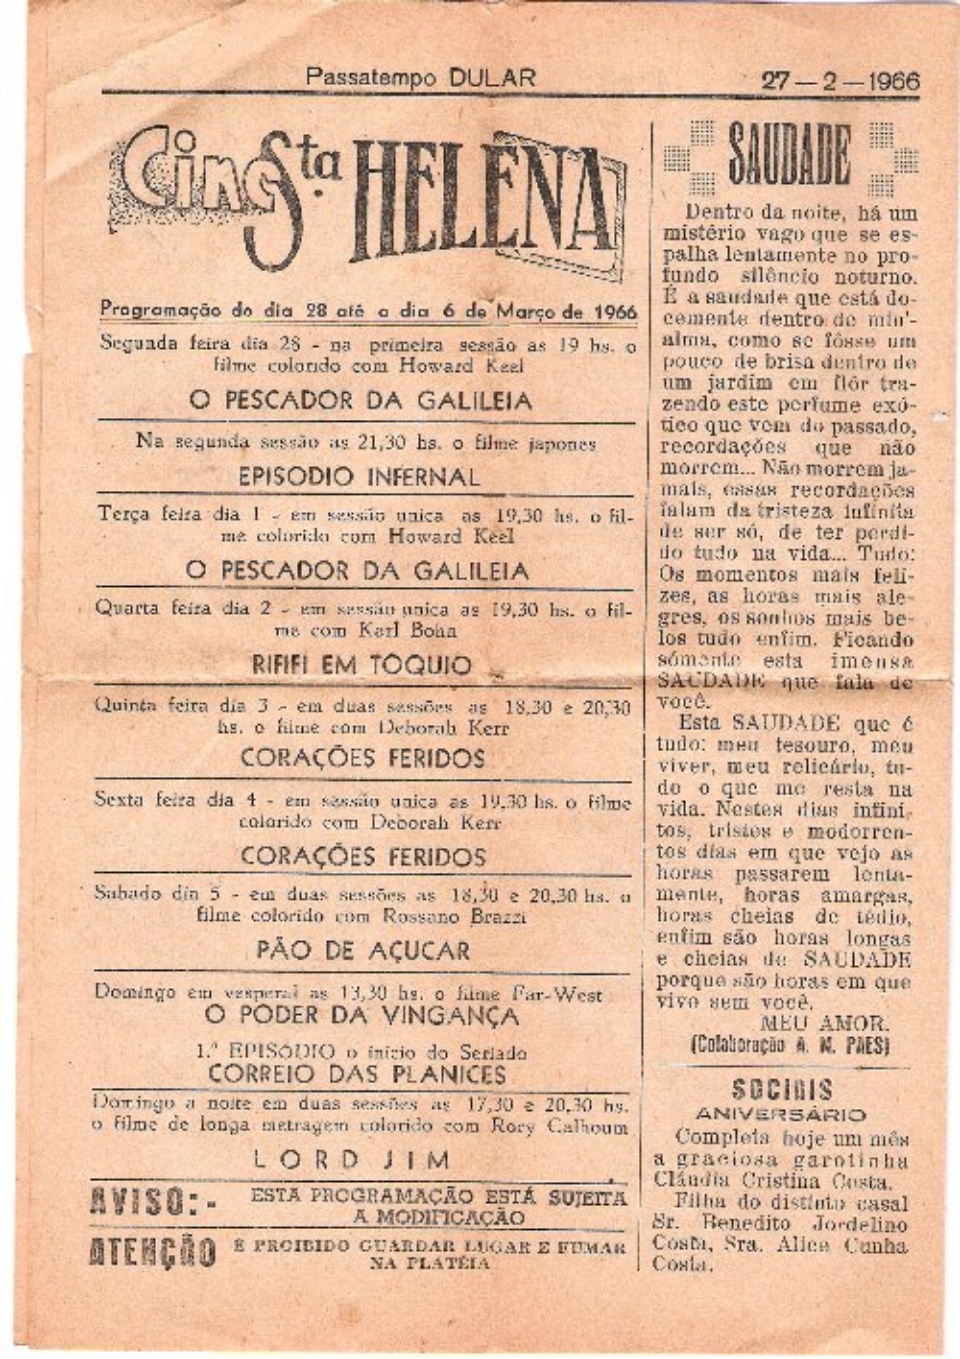 Passatempo DULAR
27 — 2 — 1966
Cine Sta. HELENA
Programação do dia 28 até o dia 6 de Março de 1966
Segunda feira dia 28 - na primeira sessão as 19 hs. o
filme colorido com Howard Keel
O PESCADOR DA GALILEIA
Na segunda sessão as 21,30 hs. o filme japones
EPISODIO INFERNAL
Terça feira dia 1 - em sessão unica as 19,30 hs. o fil-
me colorido com Howard Keel
O PESCADOR DA GALILEIA
Quarta feira dia 2 - em sessão unica as 19,30 hs. o fil-
me com Karl Bohn
RIFIFI EM TÓQUIO
Quinta feira dia 3 - em duas sessões as 18,30 e 20,30
hs. o filme com Deborah Kerr
CORAÇÕES FERIDOS
Sexta feira dia 4 - em sessão unica as 19,30 hs. o filme
colorido com Deborah Kerr
CORAÇÕES FERIDOS
Sabado dia 5 - em duas sessões as 18,30 e 20,30 hs. o
filme colorido com Rossano Brazzi
PÃO DE AÇUCAR
Domingo em vesperal as 13,30 hs. o filme Far-West
O PODER DA VINGANÇA
1.º EPISÓDIO o início do Seriado
CORREIO DAS PLANICES
Domingo a noite em duas sessões as 17,30 e 20,30 hs.
o filme de longa metragem colorido com Rory Calhoum
LORD JIM
AVISO:- ESTA PROGRAMAÇÃO ESTÁ SUJEITA
A MODIFICAÇÃO
ATENÇÃO É PROIBIDO GUARDAR LUGAR E FUMAR
NA PLATÉIA
SAUDADE
Dentro da noite, há um
mistério vago que se es-
palha lentamente no pro-
fundo silêncio noturno.
É a saudade que está do-
cemente dentro de min'-
alma, como se fôsse um
pouco de brisa dentro de
um jardim em flôr tra-
zendo este perfume exó-
tico que vem do passado,
recordações que não
morrem... Não morrem ja-
mais, essas recordações
falam da tristeza infinita
de ser só, de ter perdi-
do tudo na vida... Tudo:
Os momentos mais feli-
zes, as horas mais ale-
gres, os sonhos mais be-
los tudo enfim. Ficando
sómente esta imensa
SAUDADE que fala de
você.
Esta SAUDADE que é
tudo: meu tesouro, meu
viver, meu relicário, tu-
do o que me resta na
vida. Nestes dias infini-
tos, tristes e modorren-
tos dias em que vejo as
horas passarem lenta-
mente, horas amargas,
horas cheias de tédio,
enfim são horas longas
e cheias de SAUDADE
porque são horas em que
vivo sem você.
MEU AMOR.
(Colaboração A. M. PAES)
SOCIAIS
ANIVERSÁRIO
Completa hoje um mês
a graciosa garotinha
Cláudia Cristina Costa.
Filha do distinto casal
Sr. Benedito Jordelino
Costa, Sra. Alice Cunha
Costa.